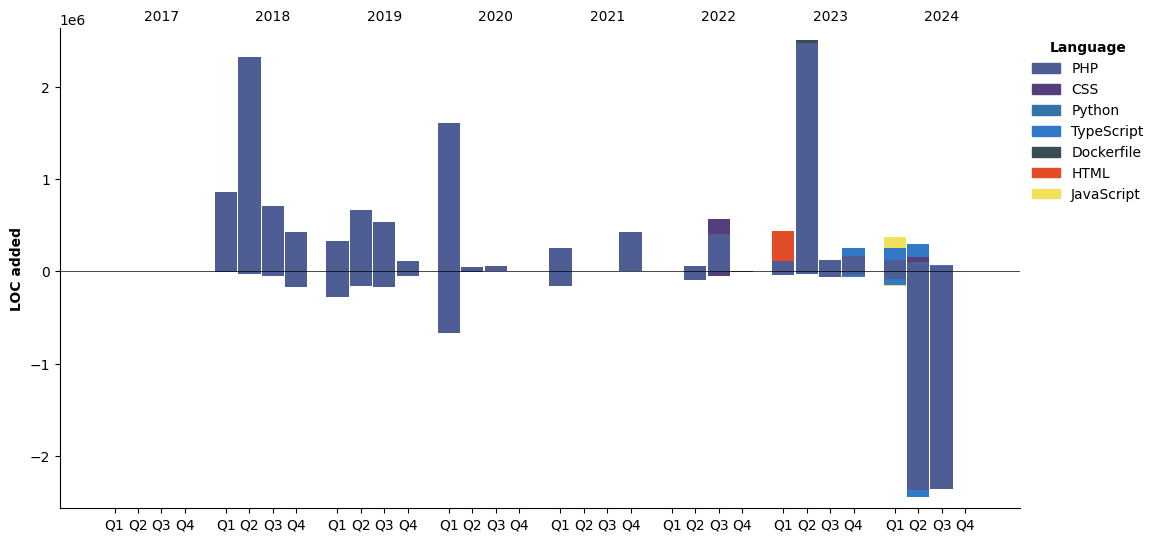 2017 2018 2019 2020 2021 2022 2023 2024
1e6
Language
PHP
CSS
Python
TypeScript
Dockerfile
HTML
JavaScript
LOC added
2
1
0
−1
−2
Q1 Q2 Q3 Q4 Q1 Q2 Q3 Q4 Q1 Q2 Q3 Q4 Q1 Q2 Q3 Q4 Q1 Q2 Q3 Q4 Q1 Q2 Q3 Q4 Q1 Q2 Q3 Q4 Q1 Q2 Q3 Q4